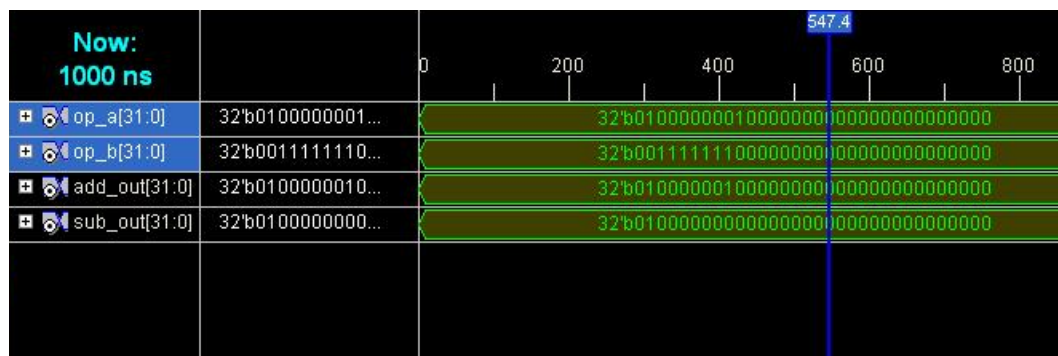 547.4
Now:
1000 ns
0 200 400 600 800
op_a[31:0] 32'b0100000001... 32'b01000000010000000000000000000000
op_b[31:0] 32'b0011111110... 32'b00111111100000000000000000000000
add_out[31:0] 32'b0100000010... 32'b01000000100000000000000000000000
sub_out[31:0] 32'b0100000000... 32'b01000000000000000000000000000000